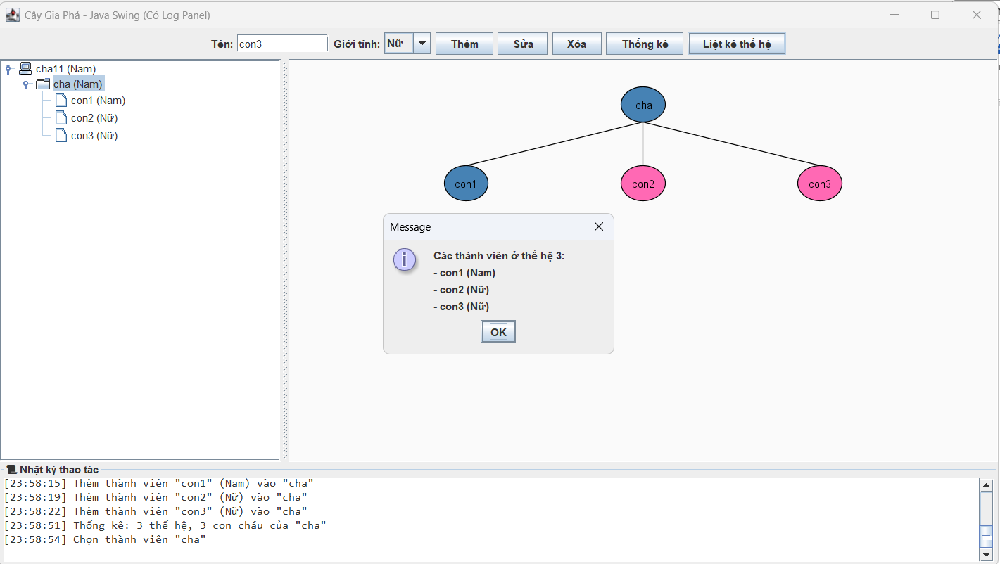 Cây Gia Phả - Java Swing (Có Log Panel)
Tên: con3 Giới tính: Nữ Thêm Sửa Xóa Thống kê Liệt kê thế hệ
cha11 (Nam)
cha (Nam)
con1 (Nam)
con2 (Nữ)
con3 (Nữ)
cha
con1 con2 con3
Message
Các thành viên ở thế hệ 3:
- con1 (Nam)
- con2 (Nữ)
- con3 (Nữ)
OK
Nhật ký thao tác
[23:58:15] Thêm thành viên "con1" (Nam) vào "cha"
[23:58:19] Thêm thành viên "con2" (Nữ) vào "cha"
[23:58:22] Thêm thành viên "con3" (Nữ) vào "cha"
[23:58:51] Thống kê: 3 thế hệ, 3 con cháu của "cha"
[23:58:54] Chọn thành viên "cha"